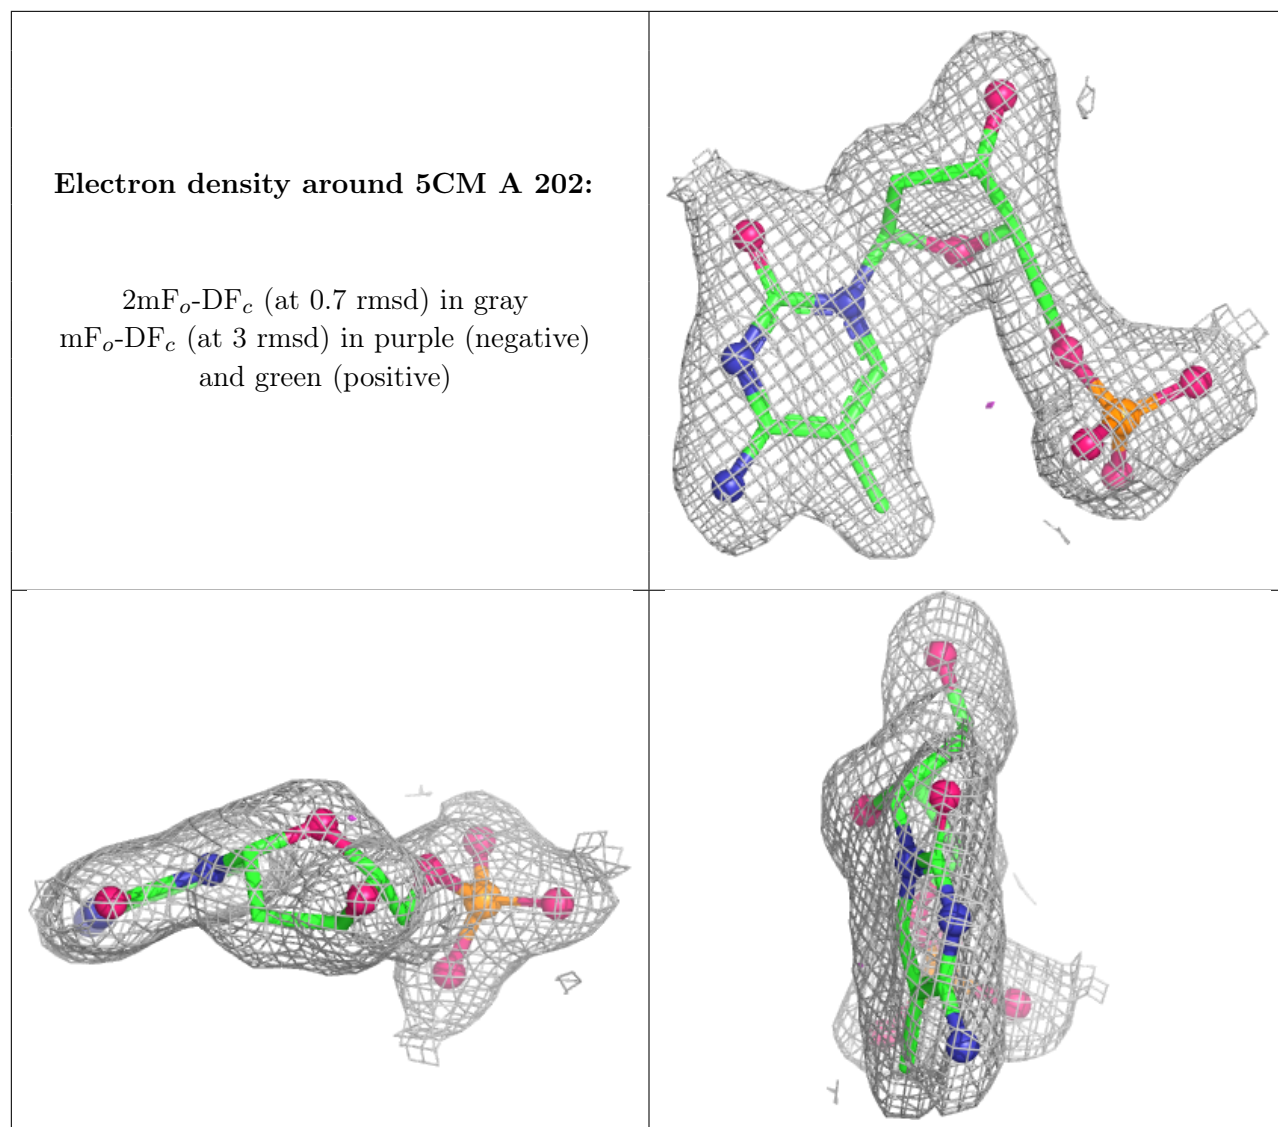 Electron density around 5CM A 202:
2mFo-DFc (at 0.7 rmsd) in gray
mFo-DFc (at 3 rmsd) in purple (negative)
and green (positive)